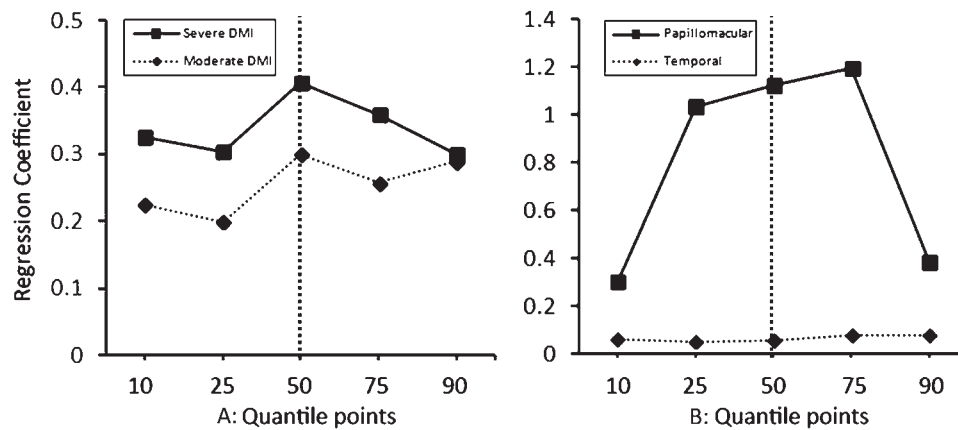 Regression Coefficient
0.5
0.4
0.3
0.2
0.1
0
Severe DMI
Moderate DMI
10 25 50 75 90
A: Quantile points
1.4
1.2
1
0.8
0.6
0.4
0.2
0
Papillomacular
Temporal
10 25 50 75 90
B: Quantile points